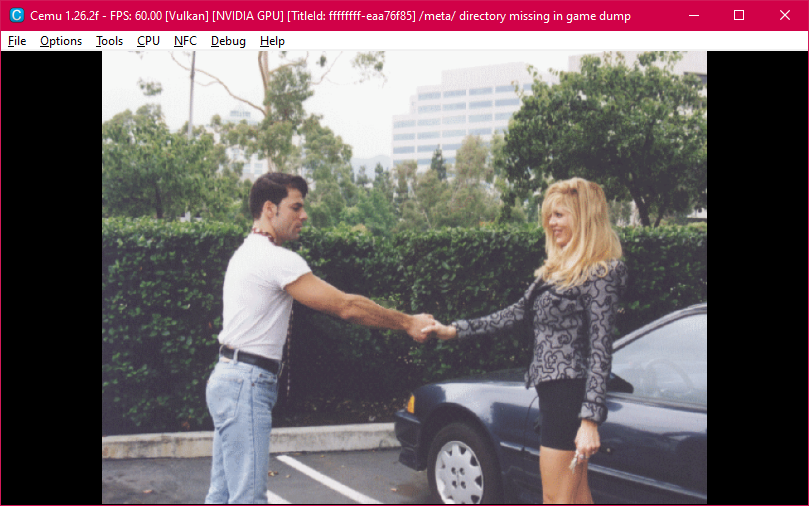 Cemu 1.26.2f - FPS: 60.00 [Vulkan] [NVIDIA GPU] [TitleId: ffffffff-eaa76f85] /meta/ directory missing in game dump
File Options Tools CPU NFC Debug Help